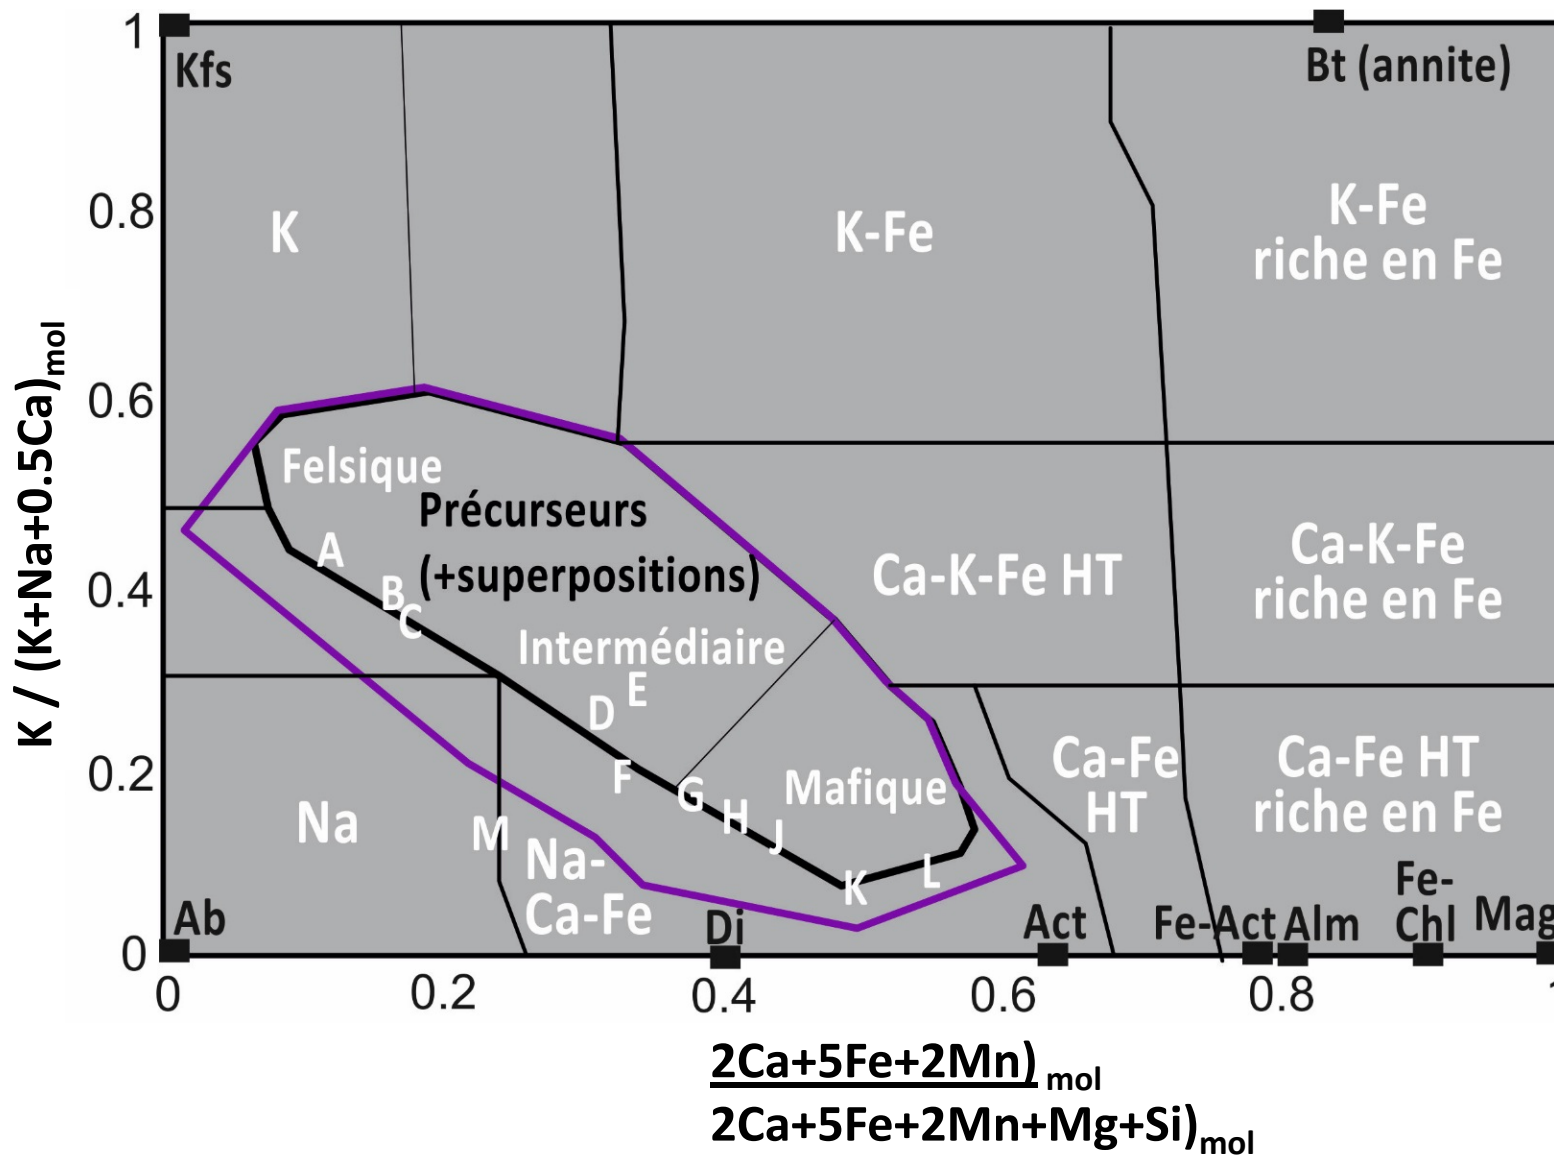 1
Kfs
Bt (annite)
0.8
K
K-Fe
K-Fe
riche en Fe
0.6
K / (K+Na+0.5Ca)mol
Felsique
Précurseurs
(+superpositions)
A
B
C
0.4
Ca-K-Fe HT
Ca-K-Fe
riche en Fe
Intermédiaire
E
D
F
G
H
J
K
L
M
0.2
Mafique
Ca-Fe
HT
Ca-Fe HT
riche en Fe
Na
Na-
Ca-Fe
Ab
Di
Act
Fe-Act
Alm
Fe-
Chl
Mag
0
0
0.2
0.4
0.6
0.8
1
2Ca+5Fe+2Mn) mol
2Ca+5Fe+2Mn+Mg+Si)mol